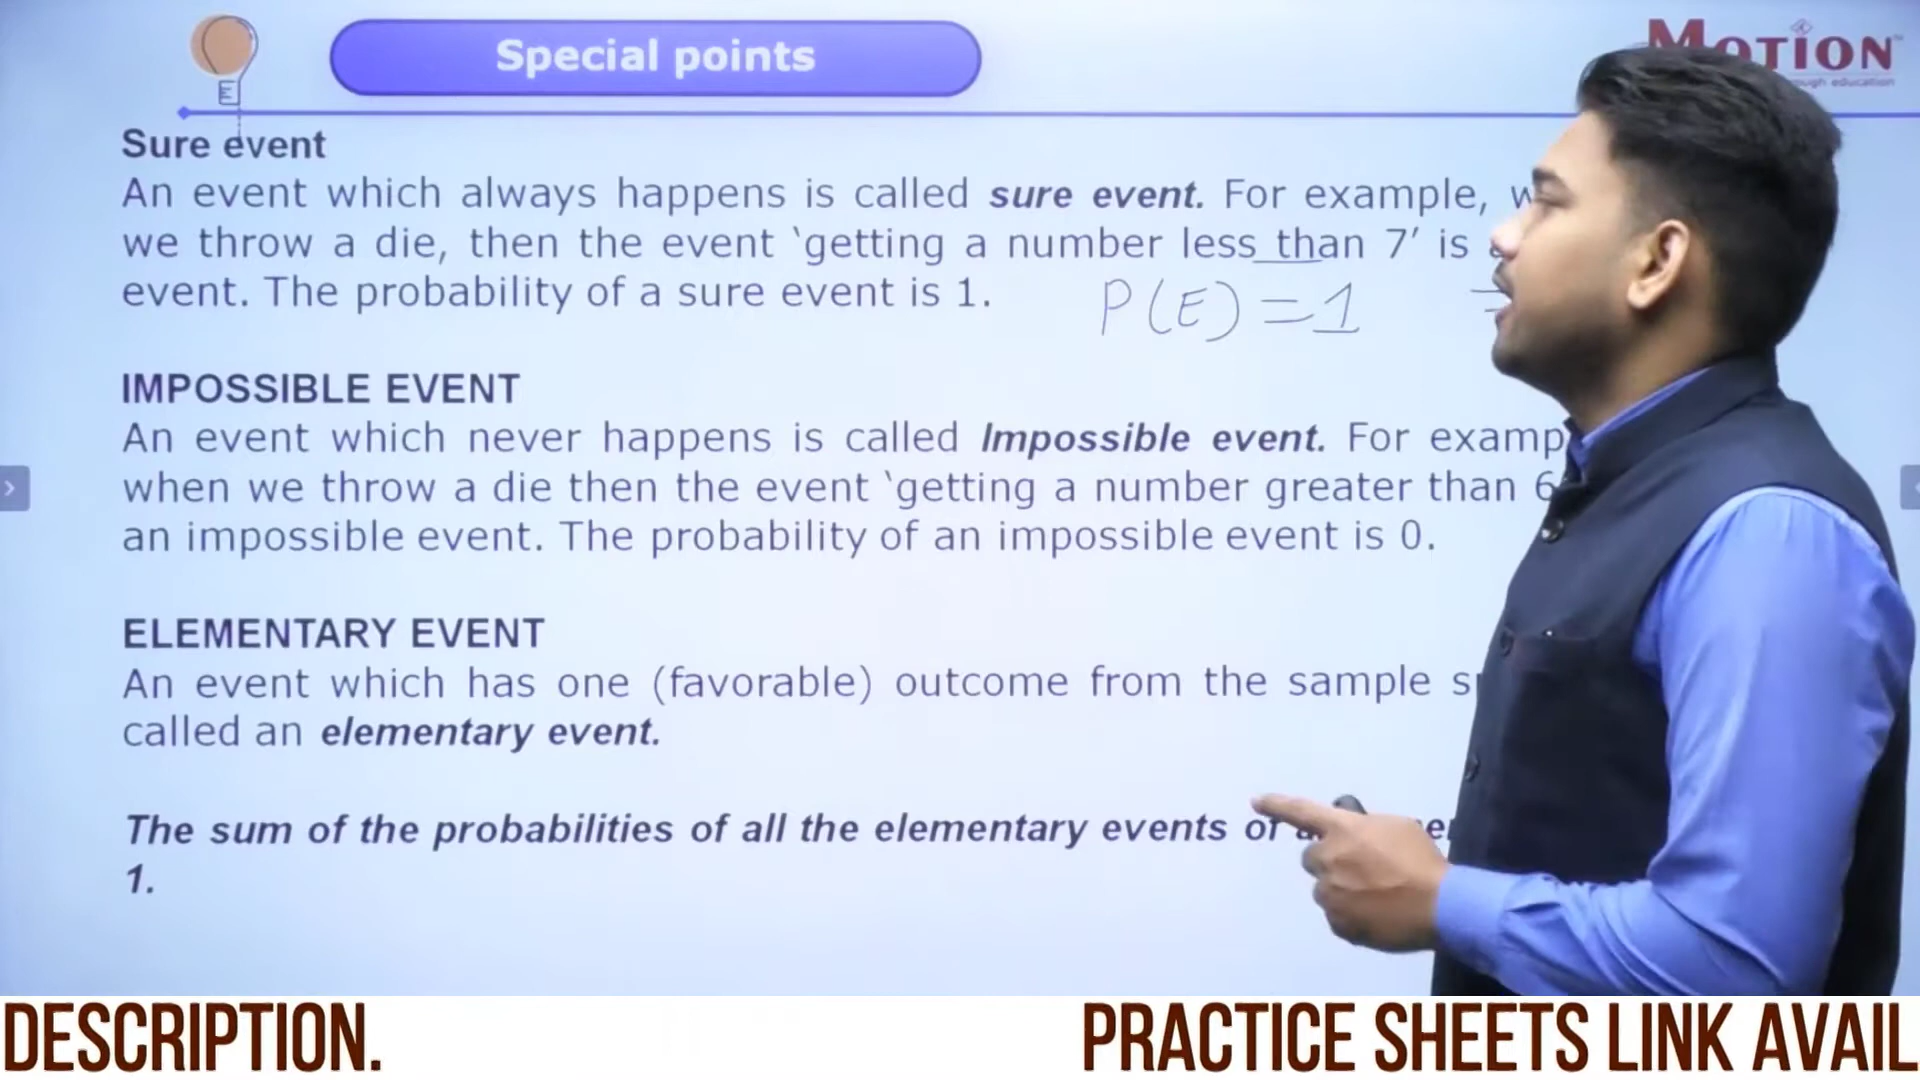 Special points
MOTION
ugh education
Sure event
An event which always happens is called sure event. For example,
we throw a die, then the event ‘getting a number less than 7’ is
event. The probability of a sure event is 1.
P(E) = 1
IMPOSSIBLE EVENT
An event which never happens is called Impossible event. For examp
when we throw a die then the event ‘getting a number greater than 6
an impossible event. The probability of an impossible event is 0.
ELEMENTARY EVENT
An event which has one (favorable) outcome from the sample
called an elementary event.
The sum of the probabilities of all the elementary events of
1.
DESCRIPTION.
PRACTICE SHEETS LINK AVAIL